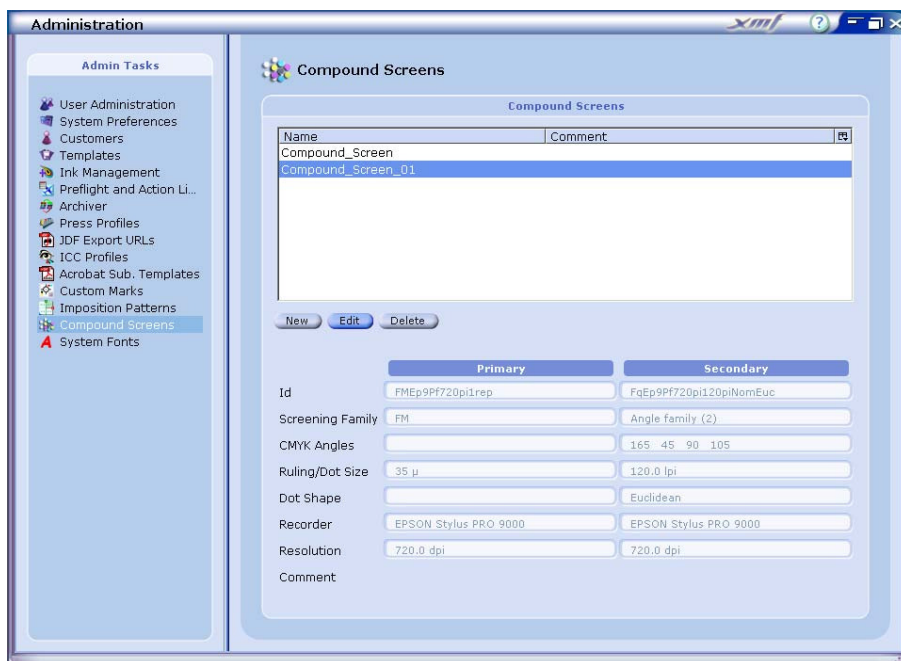 Administration
xmf
?
Admin Tasks
User Administration
System Preferences
Customers
Templates
Ink Management
Preflight and Action Li...
Archiver
Press Profiles
JDF Export URLs
ICC Profiles
Acrobat Sub. Templates
Custom Marks
Imposition Patterns
Compound Screens
System Fonts
Compound Screens
Compound Screens
Name Comment
Compound_Screen
Compound_Screen_01
New Edit Delete
Primary Secondary
Id FMEp9Pf720pi1rep FqEp9Pf720pi120piNomEuc
Screening Family FM Angle family (2)
CMYK Angles 165 45 90 105
Ruling/Dot Size 35 µ 120.0 lpi
Dot Shape Euclidean
Recorder EPSON Stylus PRO 9000 EPSON Stylus PRO 9000
Resolution 720.0 dpi 720.0 dpi
Comment